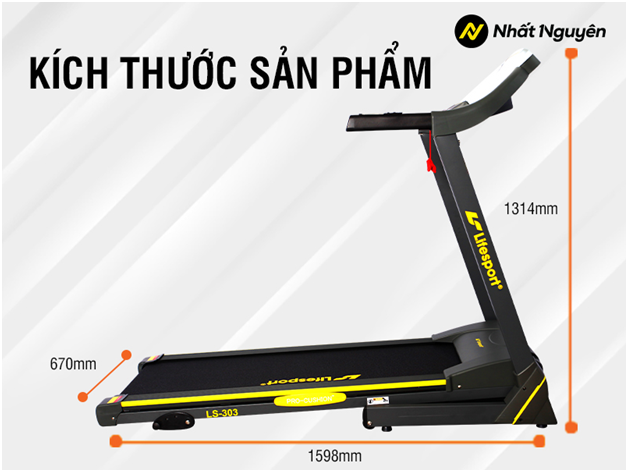 Nhất Nguyên
KÍCH THƯỚC SẢN PHẨM
1314mm
Lifesport®
670mm
Lifesport®
LS-303
1598mm